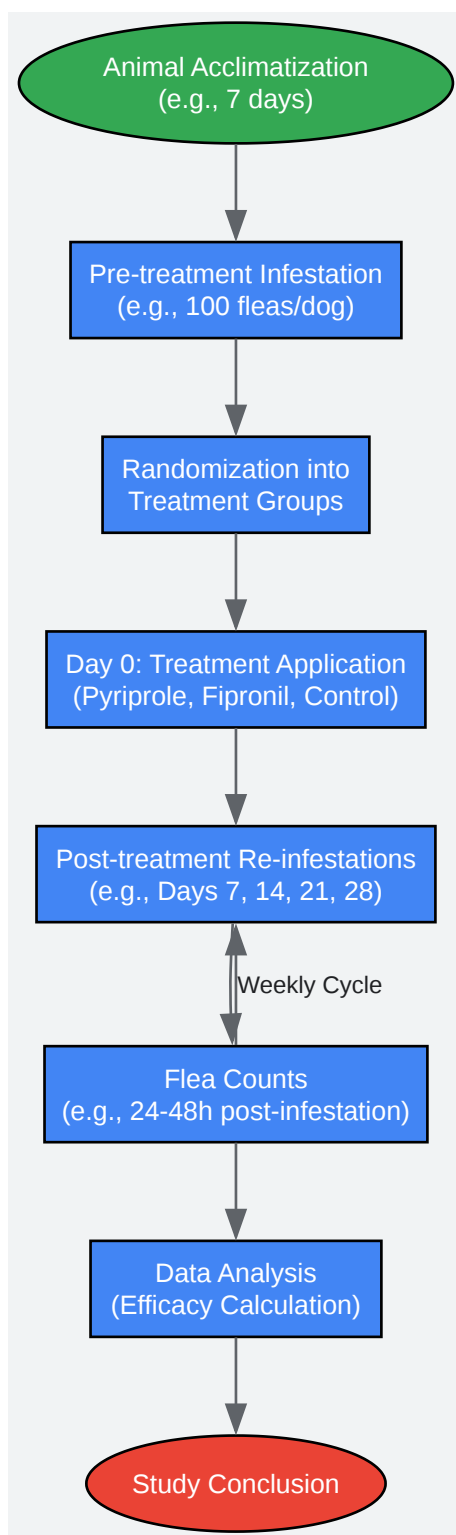 Animal Acclimatization
(e.g., 7 days)
Pre-treatment Infestation
(e.g., 100 fleas/dog)
Randomization into
Treatment Groups
Day 0: Treatment Application
(Pyriprole, Fipronil, Control)
Post-treatment Re-infestations
(e.g., Days 7, 14, 21, 28)
Weekly Cycle
Flea Counts
(e.g., 24-48h post-infestation)
Data Analysis
(Efficacy Calculation)
Study Conclusion